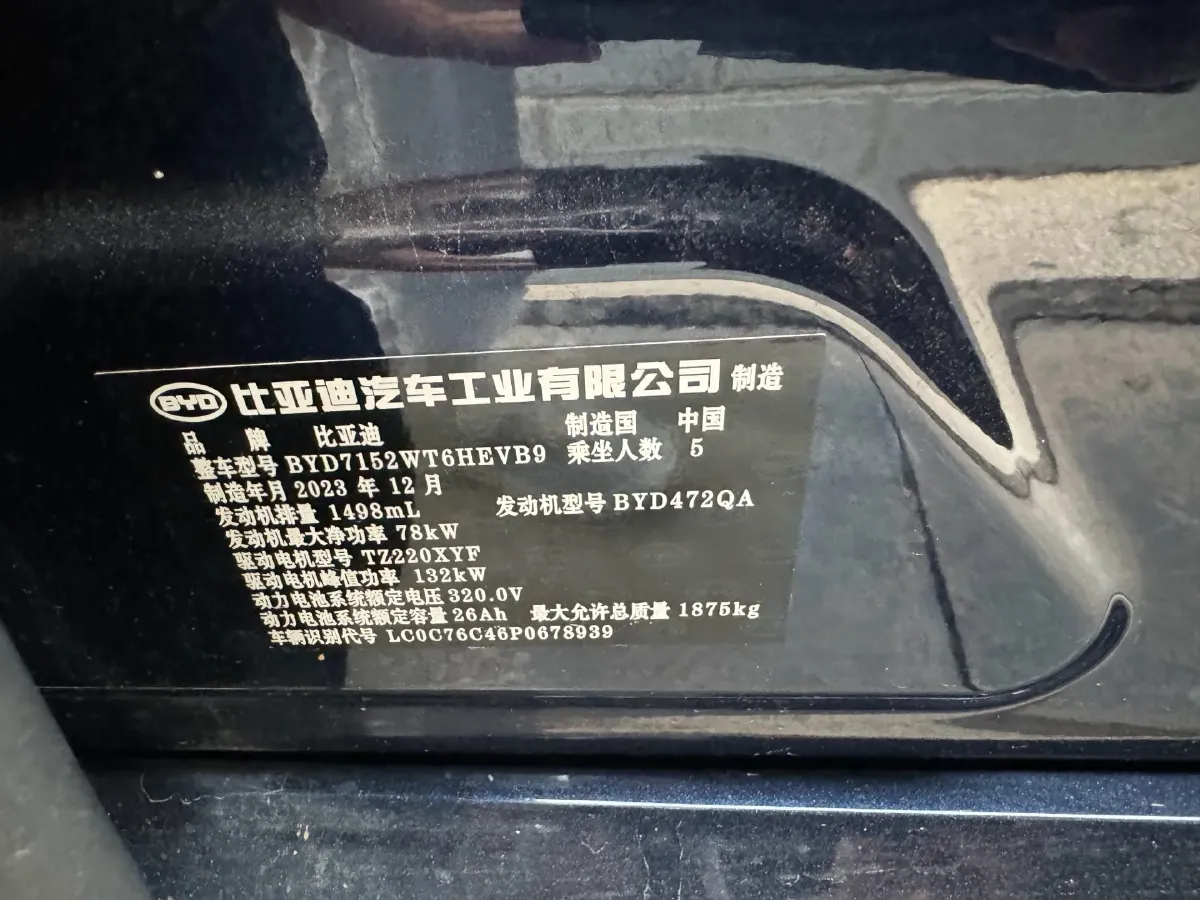 BYD 比亚迪汽车工业有限公司 制造
品 牌 比亚迪 制造国 中国
整车型号 BYD7152WT6HEVB9 乘坐人数 5
制造年月 2023 年 12 月
发动机排量 1498mL 发动机型号 BYD472QA
发动机最大净功率 78kW
驱动电机型号 TZ220XYF
驱动电机峰值功率 132kW
动力电池系统额定电压 320.0V
动力电池系统额定容量 26Ah 最大允许总质量 1875kg
车辆识别代号 LC0C76C46P0678939